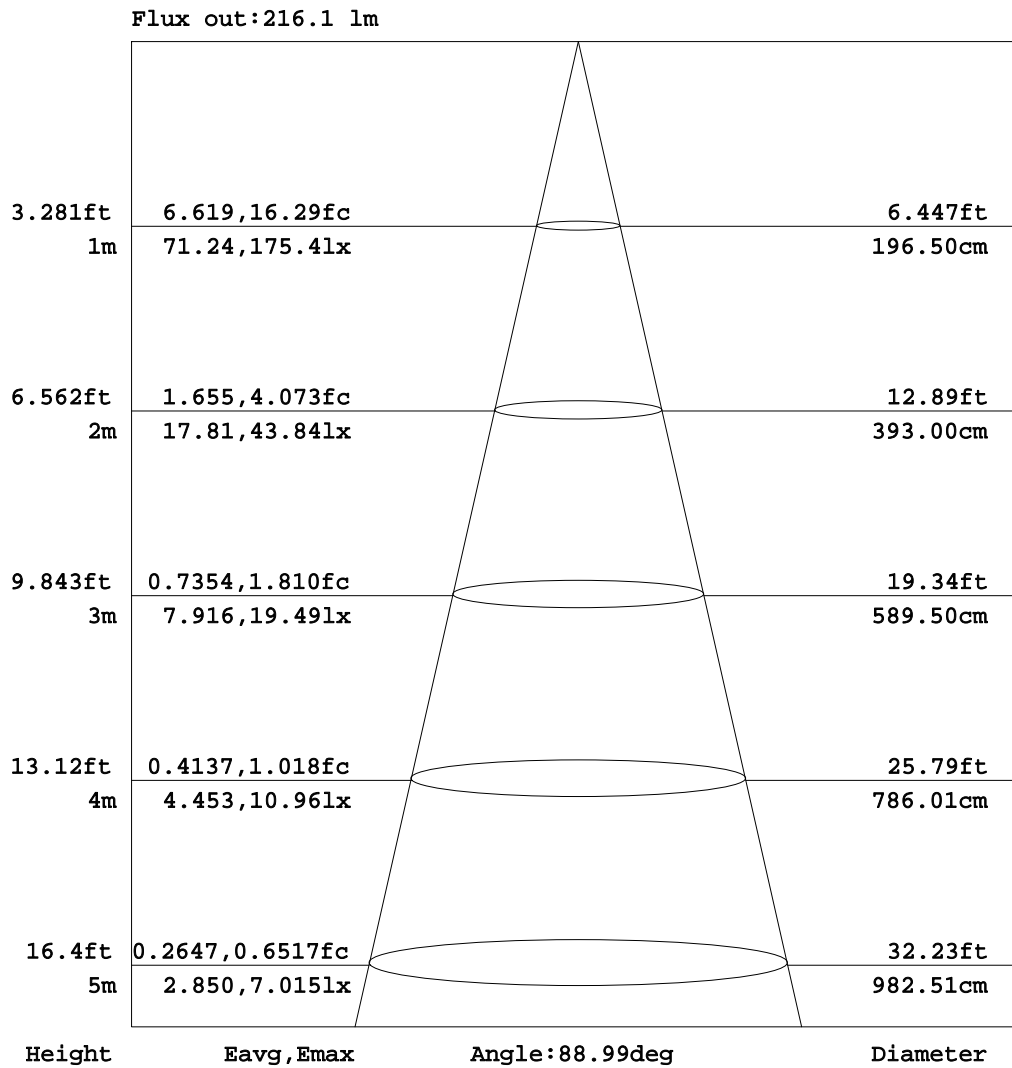 Flux out:216.1 lm
3.281ft 6.619,16.29fc 6.447ft
1m 71.24,175.4lx 196.50cm
6.562ft 1.655,4.073fc 12.89ft
2m 17.81,43.84lx 393.00cm
9.843ft 0.7354,1.810fc 19.34ft
3m 7.916,19.49lx 589.50cm
13.12ft 0.4137,1.018fc 25.79ft
4m 4.453,10.96lx 786.01cm
16.4ft 0.2647,0.6517fc 32.23ft
5m 2.850,7.015lx 982.51cm
Height Eavg,Emax Angle:88.99deg Diameter